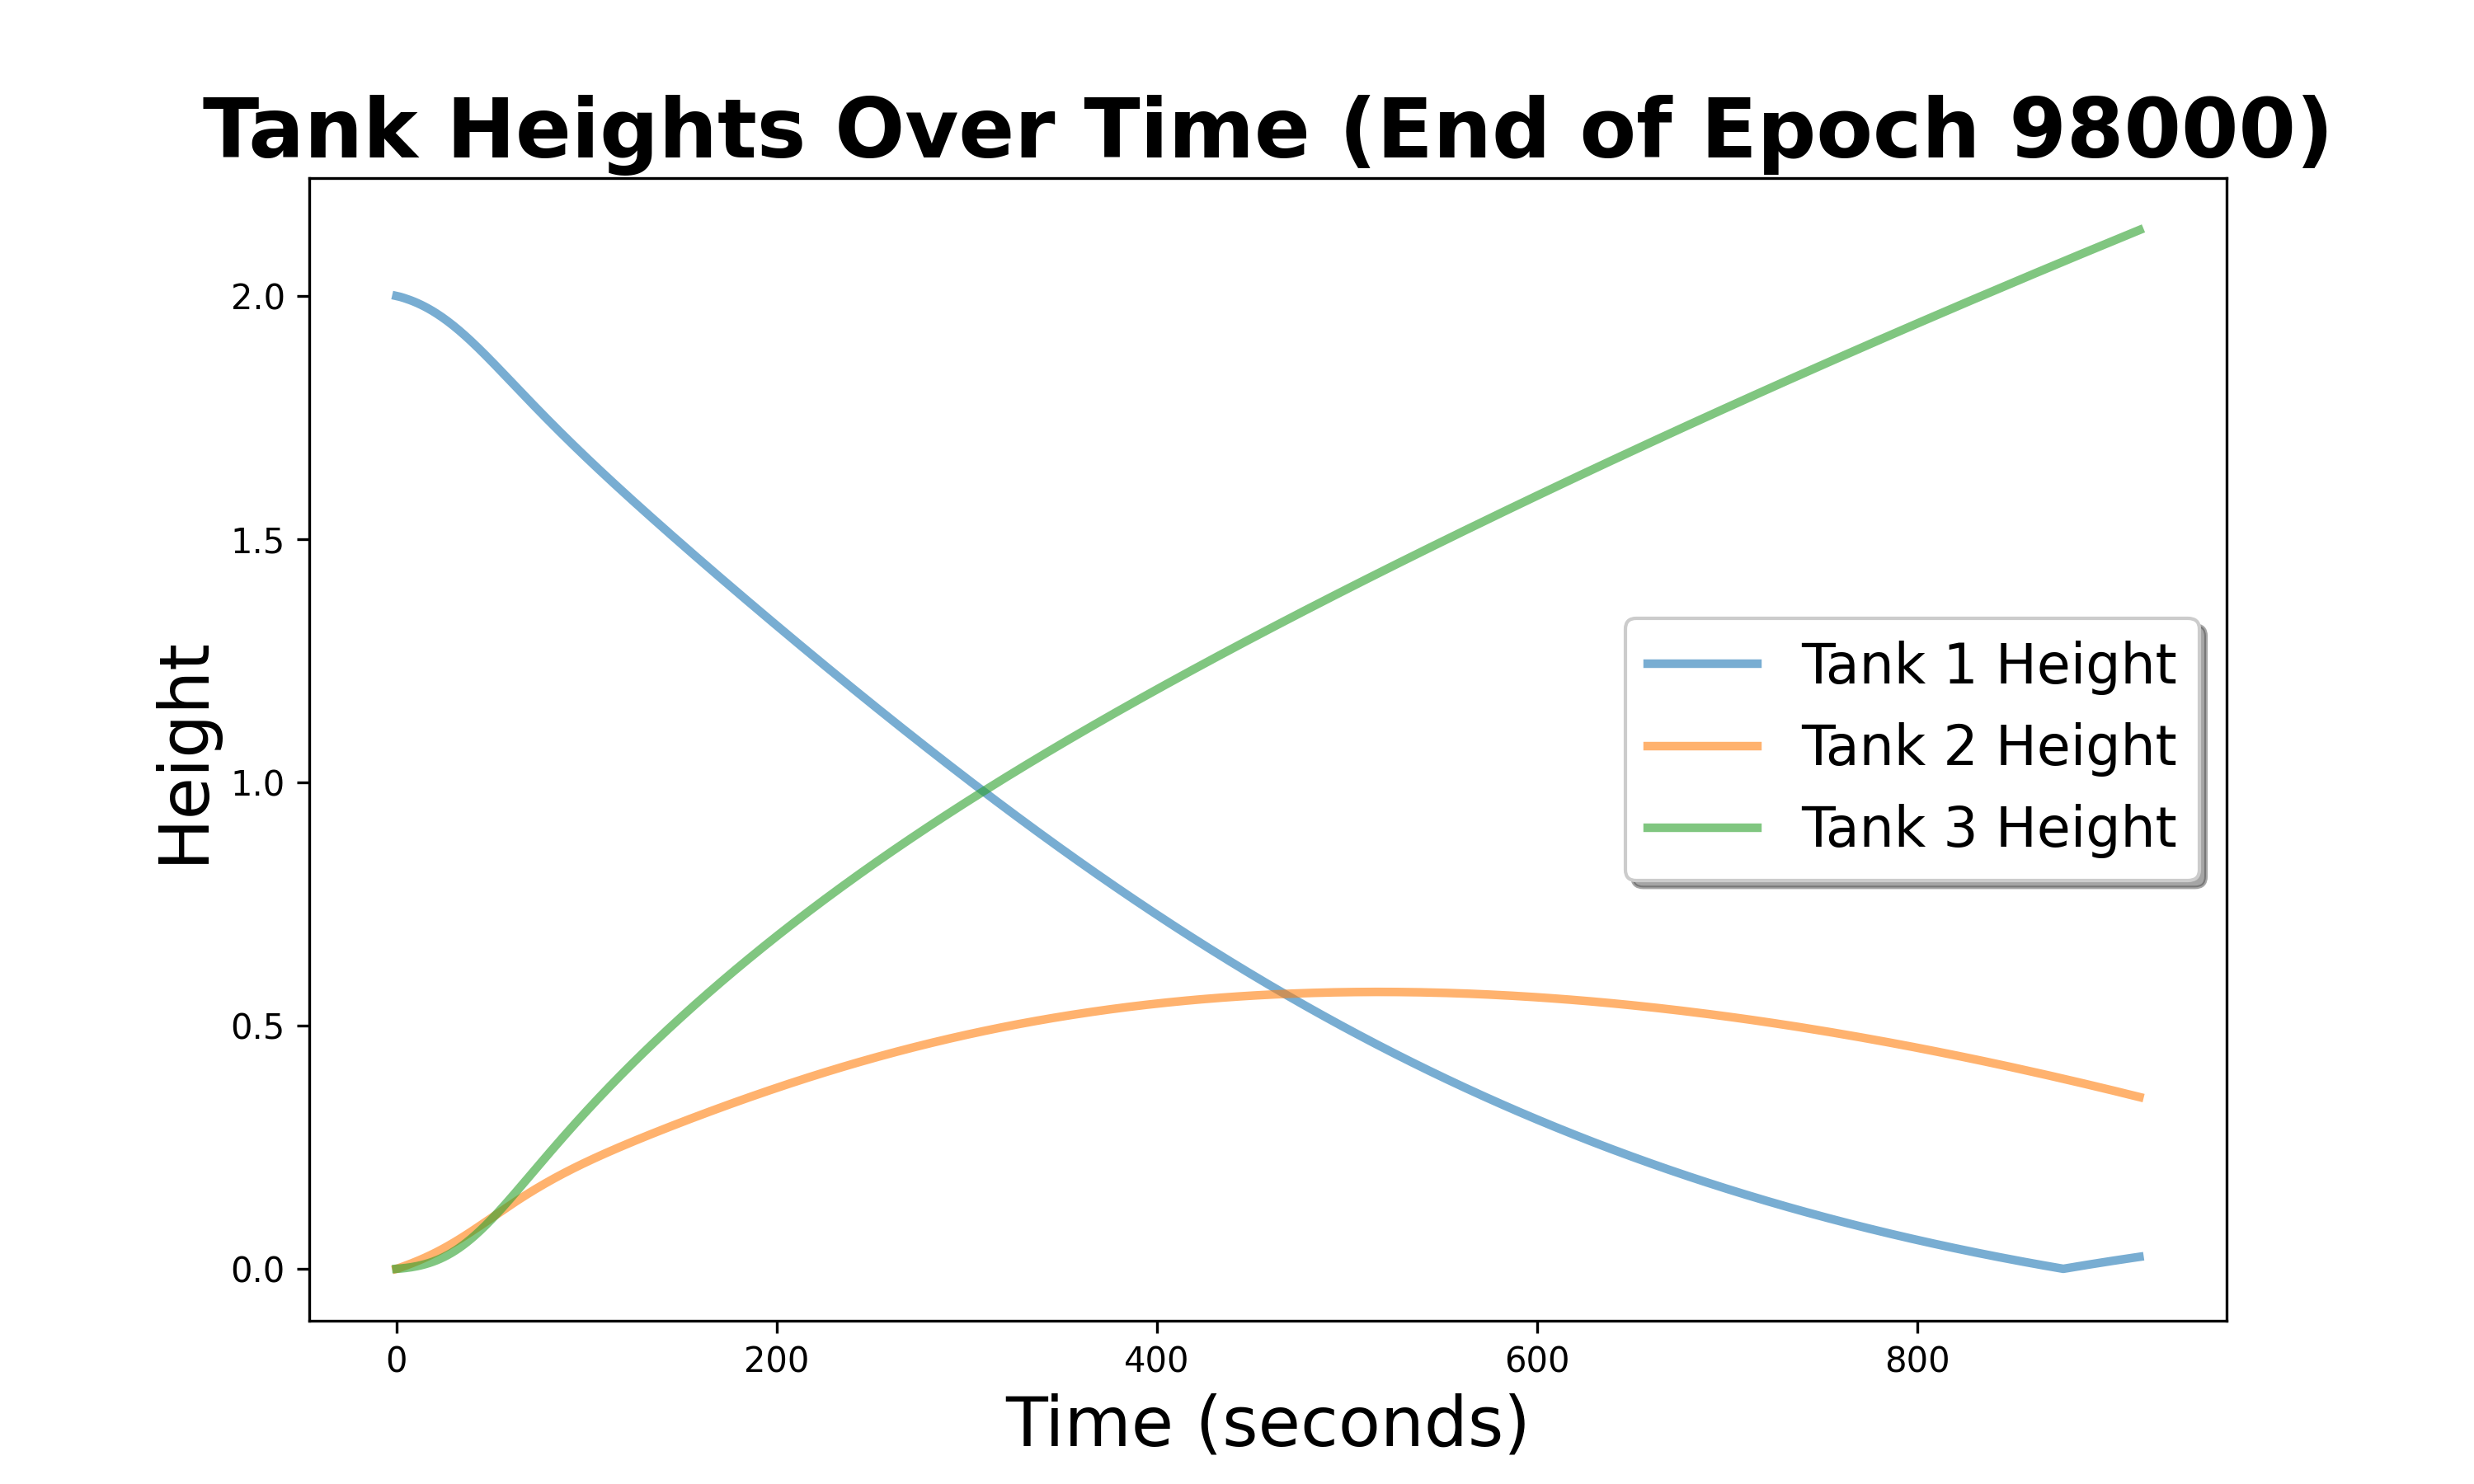 Tank Heights Over Time (End of Epoch 98000)
Height
2.0
1.5
1.0
0.5
0.0
Tank 1 Height
Tank 2 Height
Tank 3 Height
0 200 400 600 800
Time (seconds)